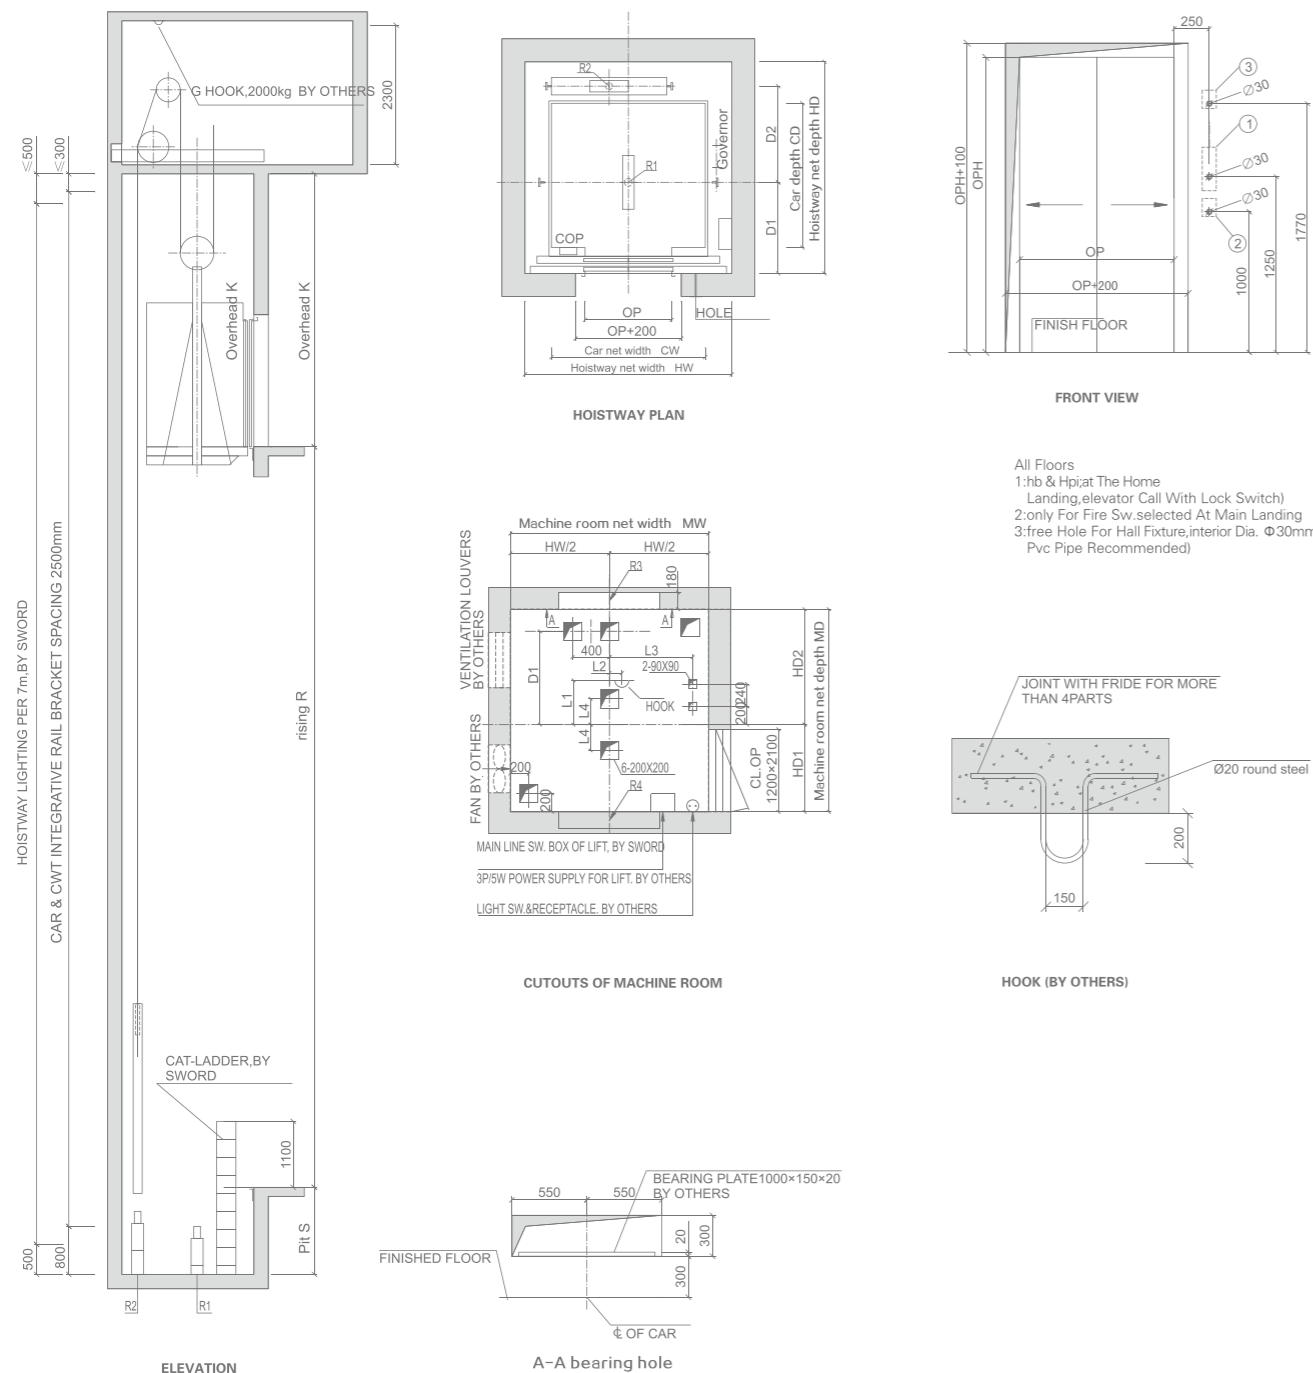 G HOOK,2000kg BY OTHERS
2300
≤500
≤300
Overhead K
Overhead K
HOISTWAY LIGHTING PER 7m,BY SWORD
CAR & CWT INTEGRATIVE RAIL BRACKET SPACING 2500mm
rising R
CAT-LADDER,BY
SWORD
1100
Pit S
500
800
R2
R1
ELEVATION
R2
R1
Governor
COP
D2
D1
Car depth CD
Hoistway net depth HD
OP
HOLE
OP+200
Car net width CW
Hoistway net width HW
HOISTWAY PLAN
250
3
Ø30
1
Ø30
Ø30
2
OPH+100
OPH
OP
OP+200
1000
1250
1770
FINISH FLOOR
FRONT VIEW
All Floors
1:hb & Hpi;at The Home
Landing,elevator Call With Lock Switch)
2:only For Fire Sw.selected At Main Landing
3:free Hole For Hall Fixture,interior Dia. Φ30mm
Pvc Pipe Recommended)
Machine room net width MW
HW/2
HW/2
R3
180
VENTILATION LOUVERS
BY OTHERS
A
A
400
L3
L2
2-90X90
D1
L1
L4
HOOK
240
200
L4
HD2
HD1
Machine room net depth MD
FAN BY OTHERS
200
6-200X200
R4
200
CL.OP
1200×2100
MAIN LINE SW. BOX OF LIFT, BY SWORD
3P/5W POWER SUPPLY FOR LIFT. BY OTHERS
LIGHT SW.&RECEPTACLE. BY OTHERS
CUTOUTS OF MACHINE ROOM
JOINT WITH FRIDE FOR MORE
THAN 4PARTS
Ø20 round steel
200
150
HOOK (BY OTHERS)
BEARING PLATE1000×150×20
BY OTHERS
550
550
20
300
300
FINISHED FLOOR
℄ OF CAR
A-A bearing hole